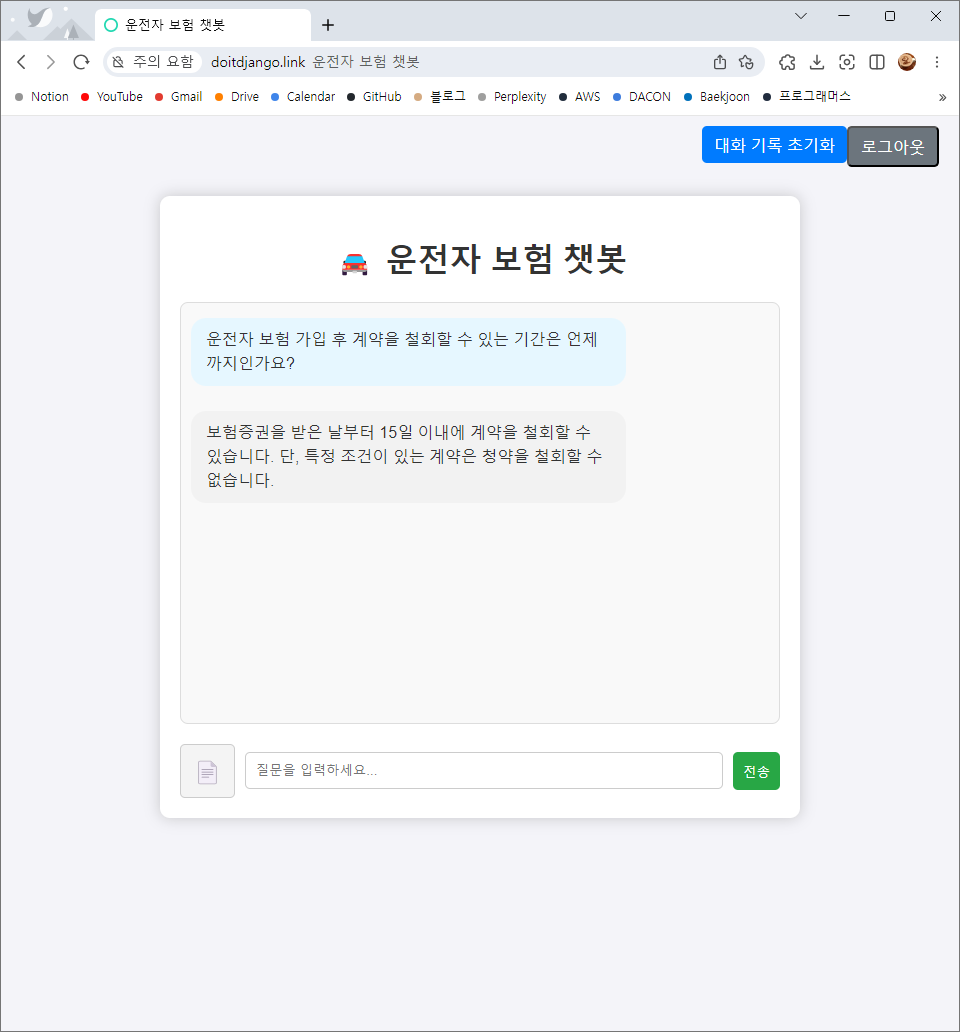 운전자 보험 챗봇
주의 요함 doitdjango.link 운전자 보험 챗봇
Notion YouTube Gmail Drive Calendar GitHub 블로그 Perplexity AWS DACON Baekjoon 프로그래머스 »
대화 기록 초기화 로그아웃
운전자 보험 챗봇
운전자 보험 가입 후 계약을 철회할 수 있는 기간은 언제
까지인가요?
보험증권을 받은 날부터 15일 이내에 계약을 철회할 수
있습니다. 단, 특정 조건이 있는 계약은 청약을 철회할 수
없습니다.
질문을 입력하세요... 전송